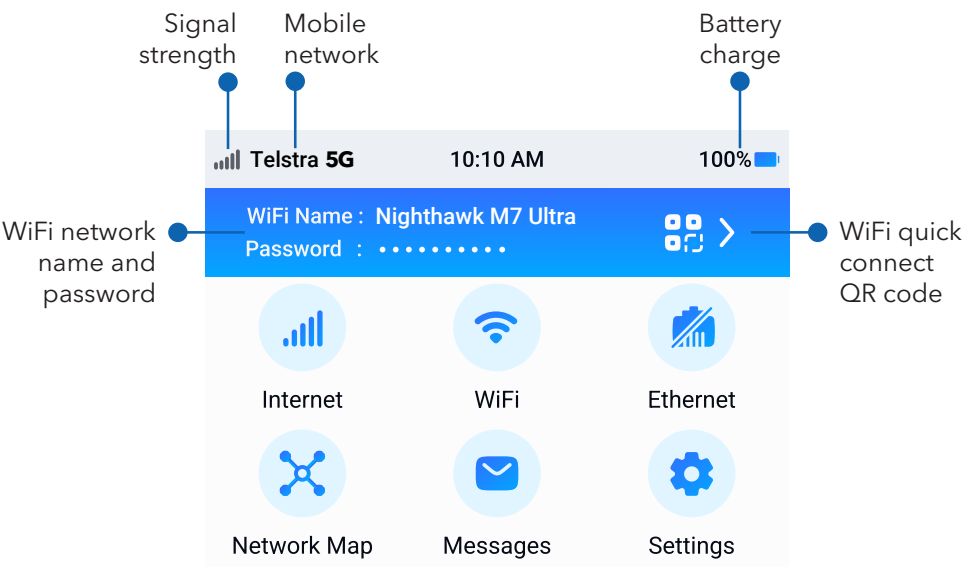 Signal
strength
Mobile
network
Battery
charge
Telstra 5G
10:10 AM
100%
WiFi network
name and
password
WiFi Name : Nighthawk M7 Ultra
Password : ••••••••••
WiFi quick
connect
QR code
Internet
WiFi
Ethernet
Network Map
Messages
Settings